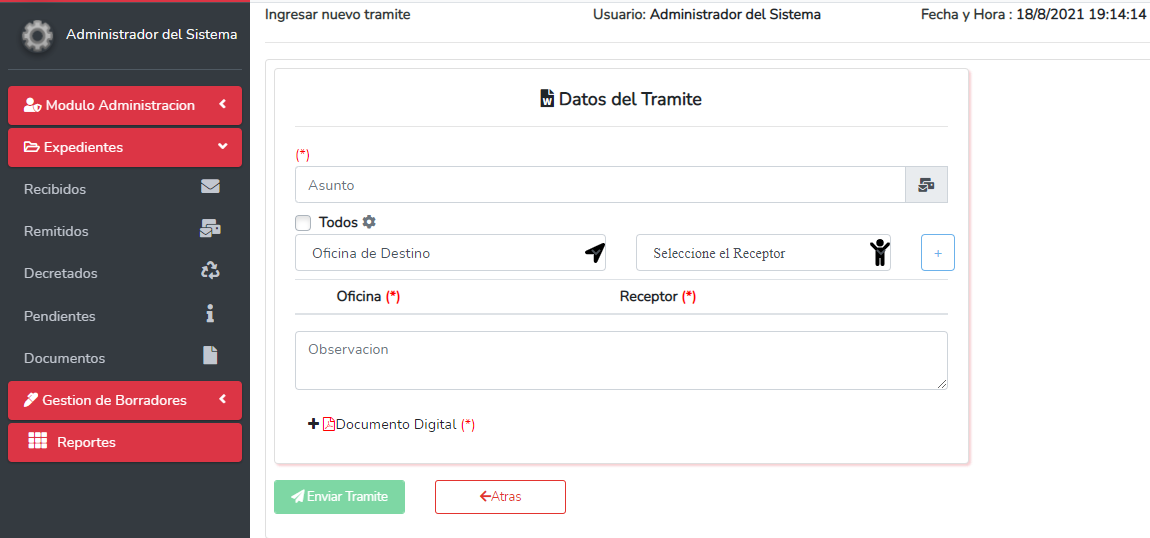 Administrador del Sistema
Modulo Administracion
Expedientes
Recibidos
Remitidos
Decretados
Pendientes
Documentos
Gestion de Borradores
Reportes
Ingresar nuevo tramite Usuario: Administrador del Sistema Fecha y Hora : 18/8/2021 19:14:14
Datos del Tramite
(*)
Asunto
Todos
Oficina de Destino Seleccione el Receptor +
Oficina (*) Receptor (*)
Observacion
Documento Digital (*)
Enviar Tramite Atras